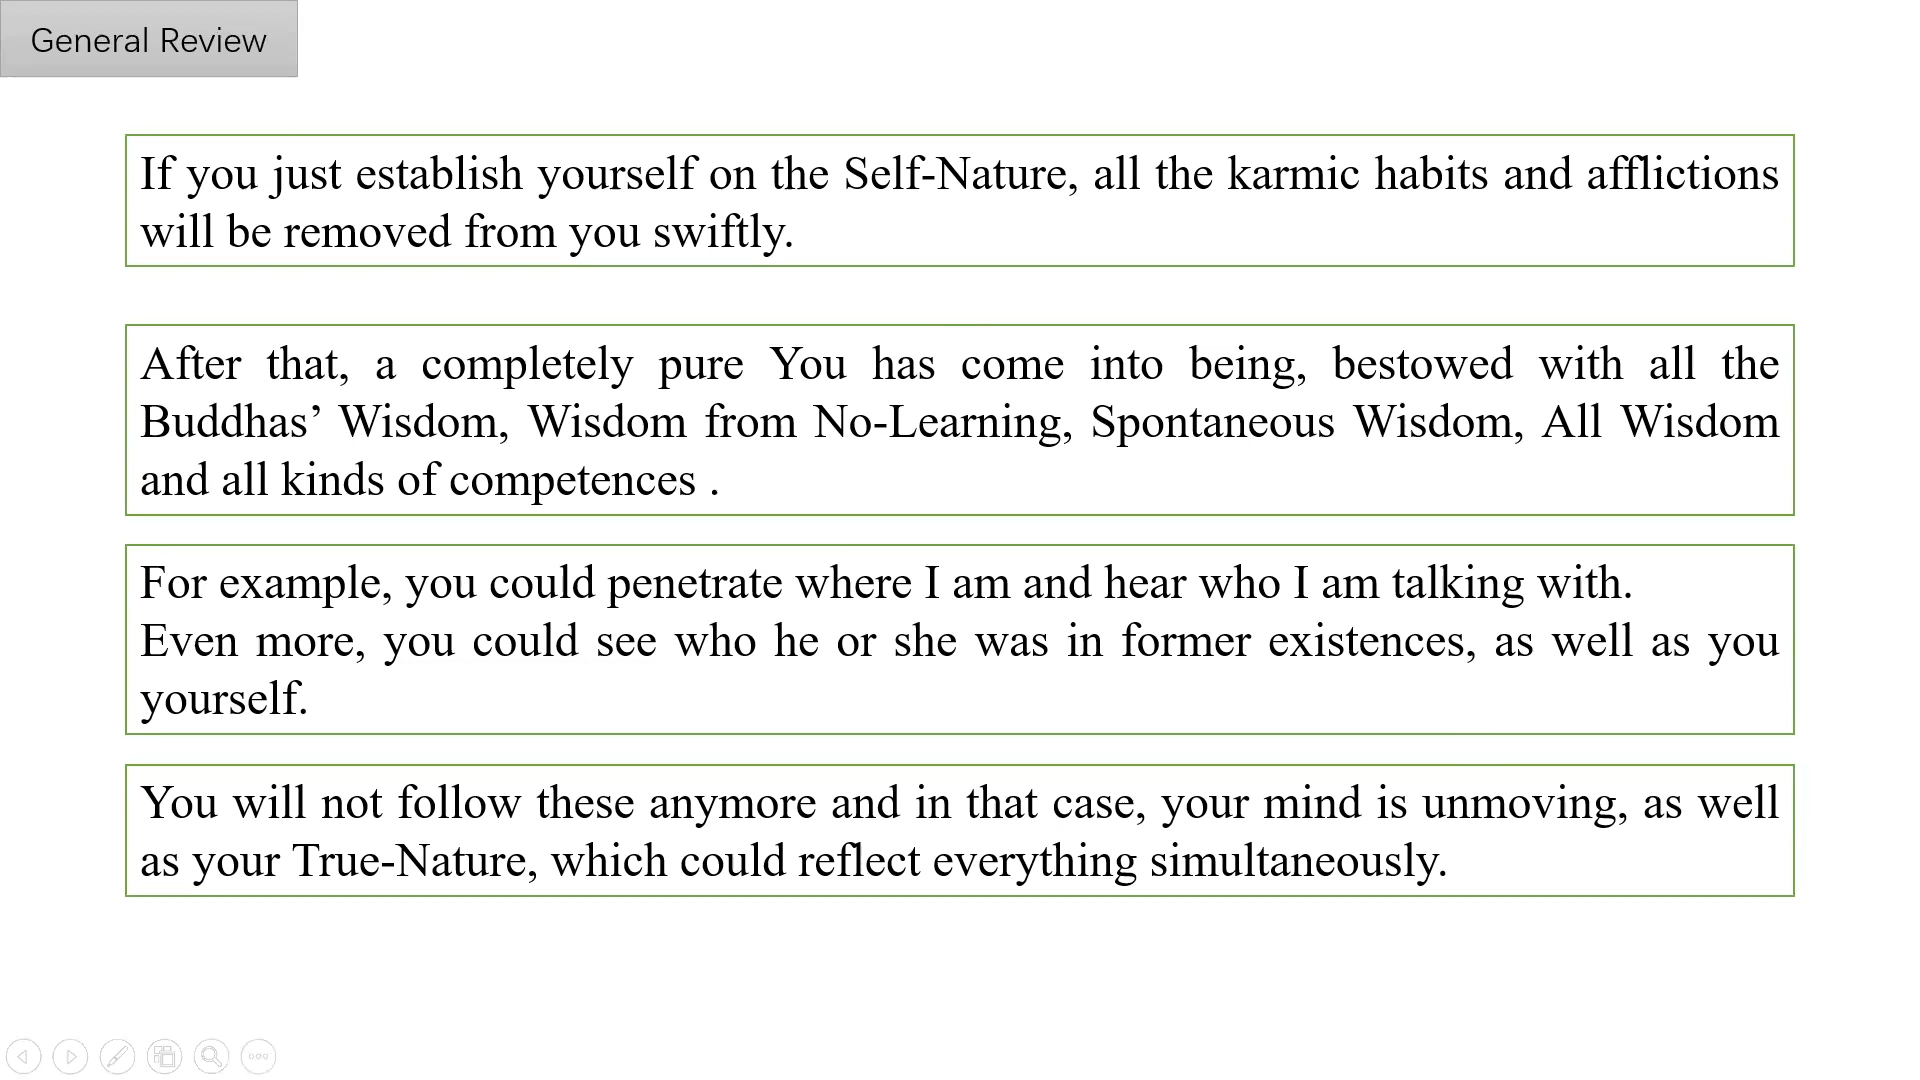 General Review
If you just establish yourself on the Self-Nature, all the karmic habits and afflictions
will be removed from you swiftly.
After that, a completely pure You has come into being, bestowed with all the
Buddhas’ Wisdom, Wisdom from No-Learning, Spontaneous Wisdom, All Wisdom
and all kinds of competences .
For example, you could penetrate where I am and hear who I am talking with.
Even more, you could see who he or she was in former existences, as well as you
yourself.
You will not follow these anymore and in that case, your mind is unmoving, as well
as your True-Nature, which could reflect everything simultaneously.